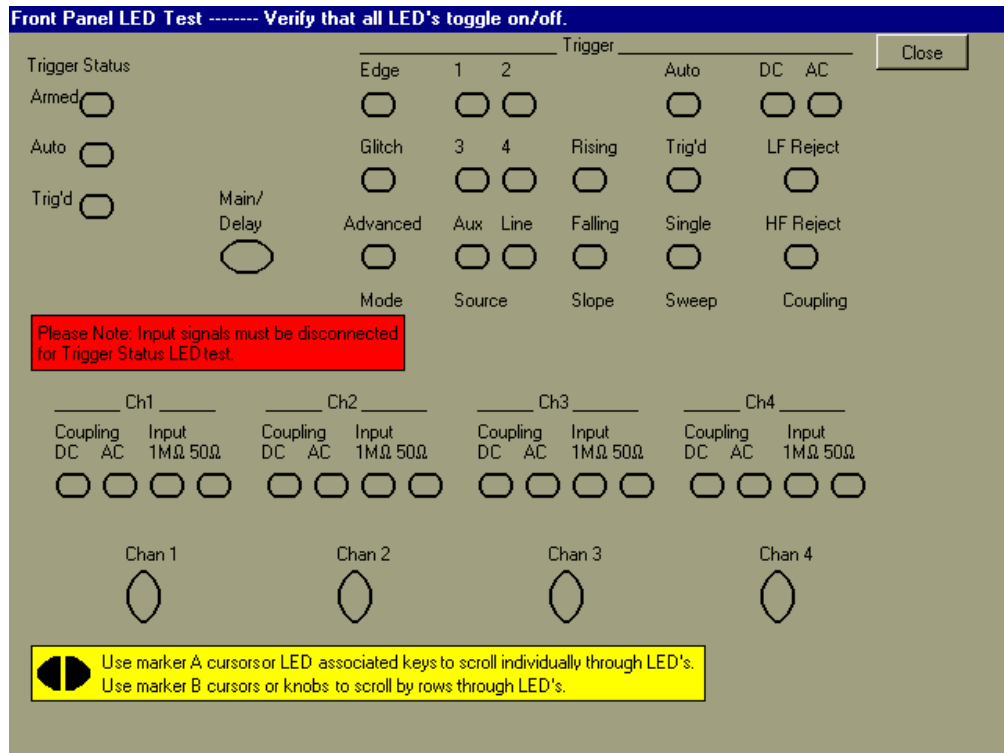 Front Panel LED Test -------- Verify that all LED's toggle on/off.
Close
Trigger Status
Armed
Auto
Trig'd
Main/
Delay
Trigger
Edge 1 2 Auto DC AC
Glitch 3 4 Rising Trig'd LF Reject
Advanced Aux Line Falling Single HF Reject
Mode Source Slope Sweep Coupling
Please Note: Input signals must be disconnected
for Trigger Status LED test.
Ch1 Ch2 Ch3 Ch4
Coupling Input Coupling Input Coupling Input Coupling Input
DC AC 1MΩ 50Ω DC AC 1MΩ 50Ω DC AC 1MΩ 50Ω DC AC 1MΩ 50Ω
Chan 1 Chan 2 Chan 3 Chan 4
Use marker A cursors or LED associated keys to scroll individually through LED's.
Use marker B cursors or knobs to scroll by rows through LED's.